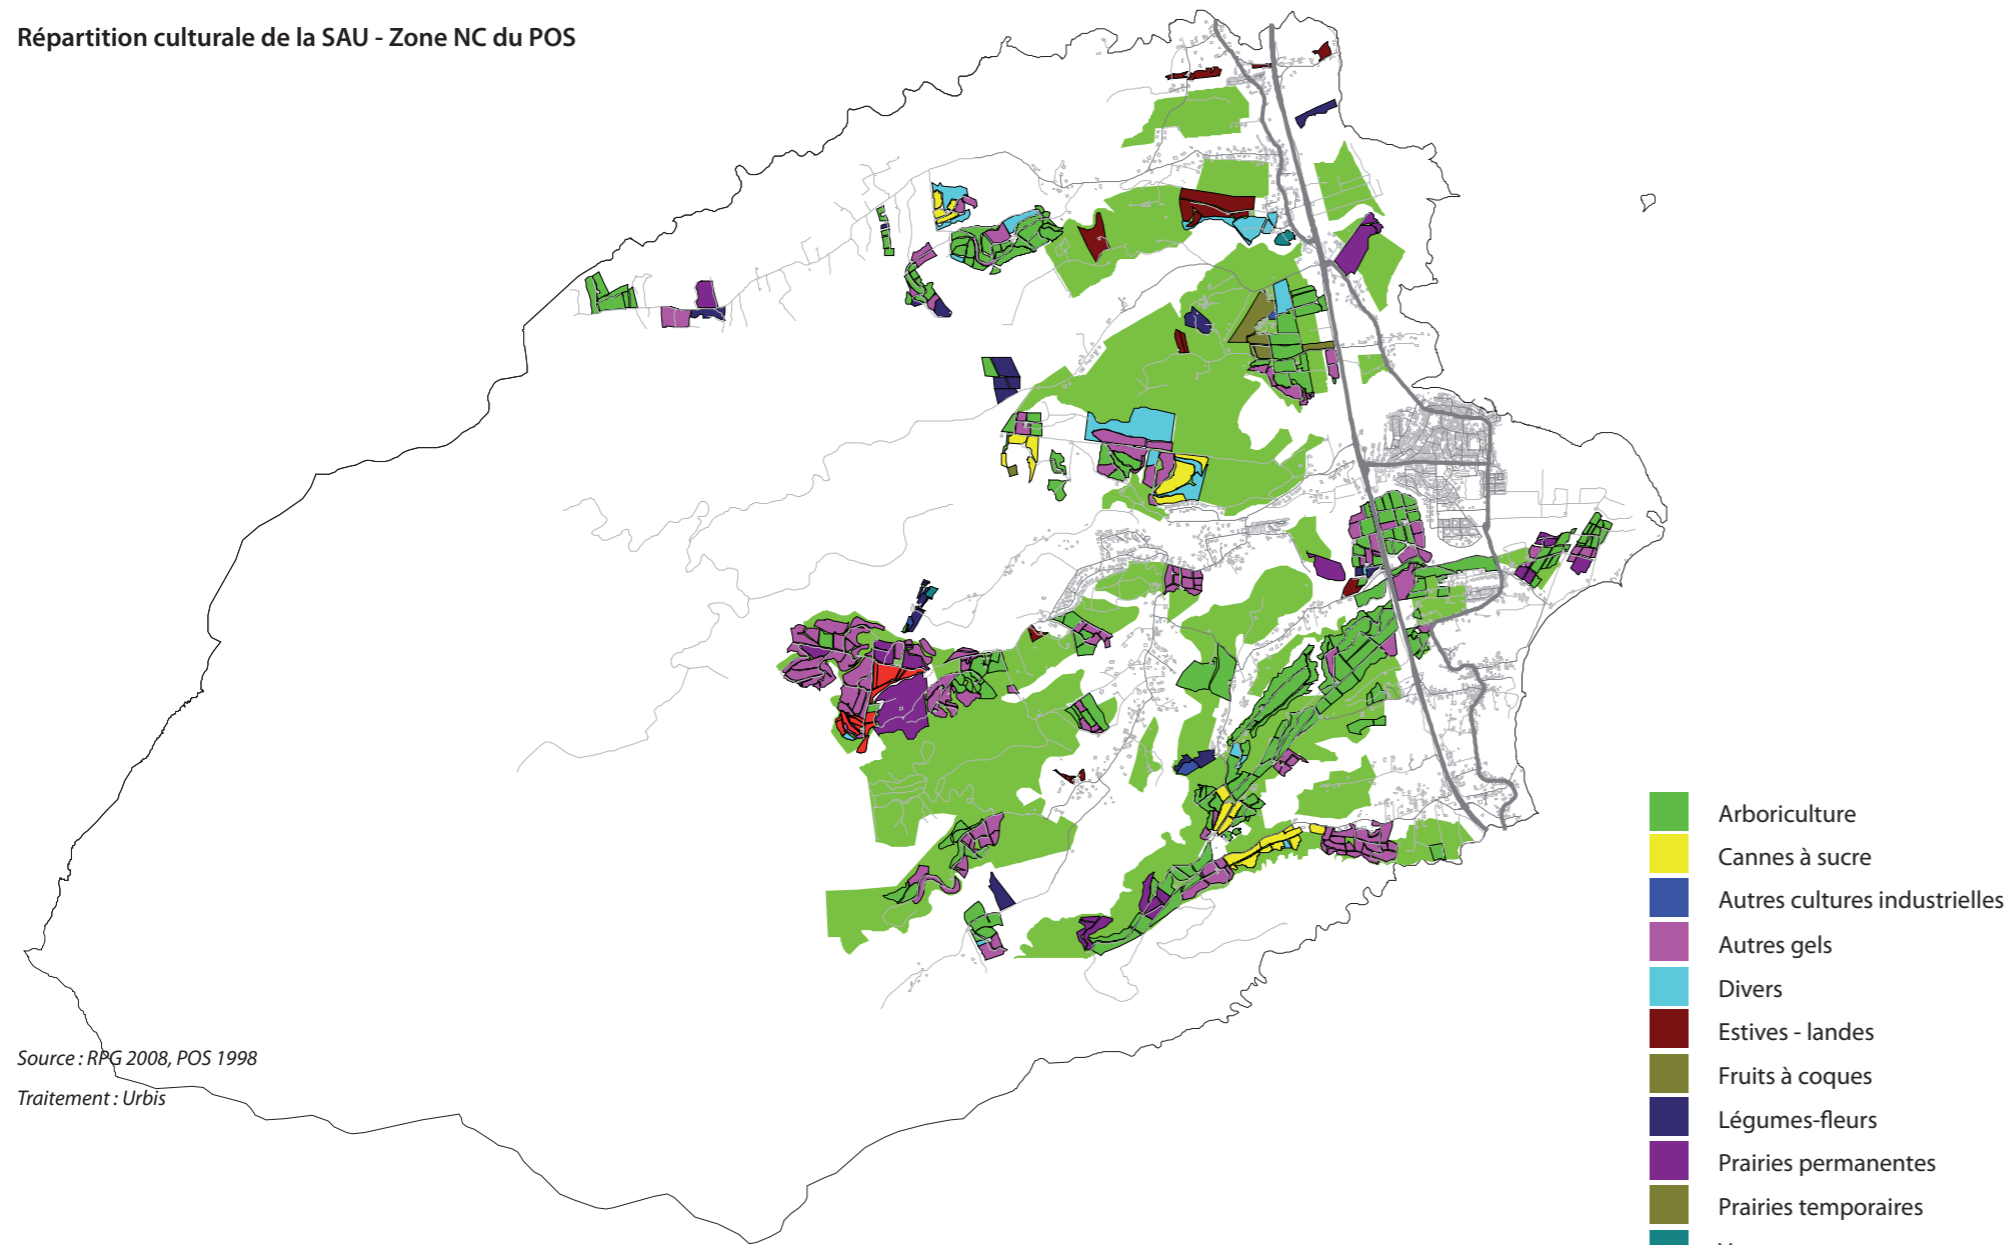 Répartition culturale de la SAU - Zone NC du POS
Arboriculture
Cannes à sucre
Autres cultures industrielles
Autres gels
Divers
Estives - landes
Fruits à coques
Légumes-fleurs
Prairies permanentes
Prairies temporaires
Source : RPG 2008, POS 1998
Traitement : Urbis